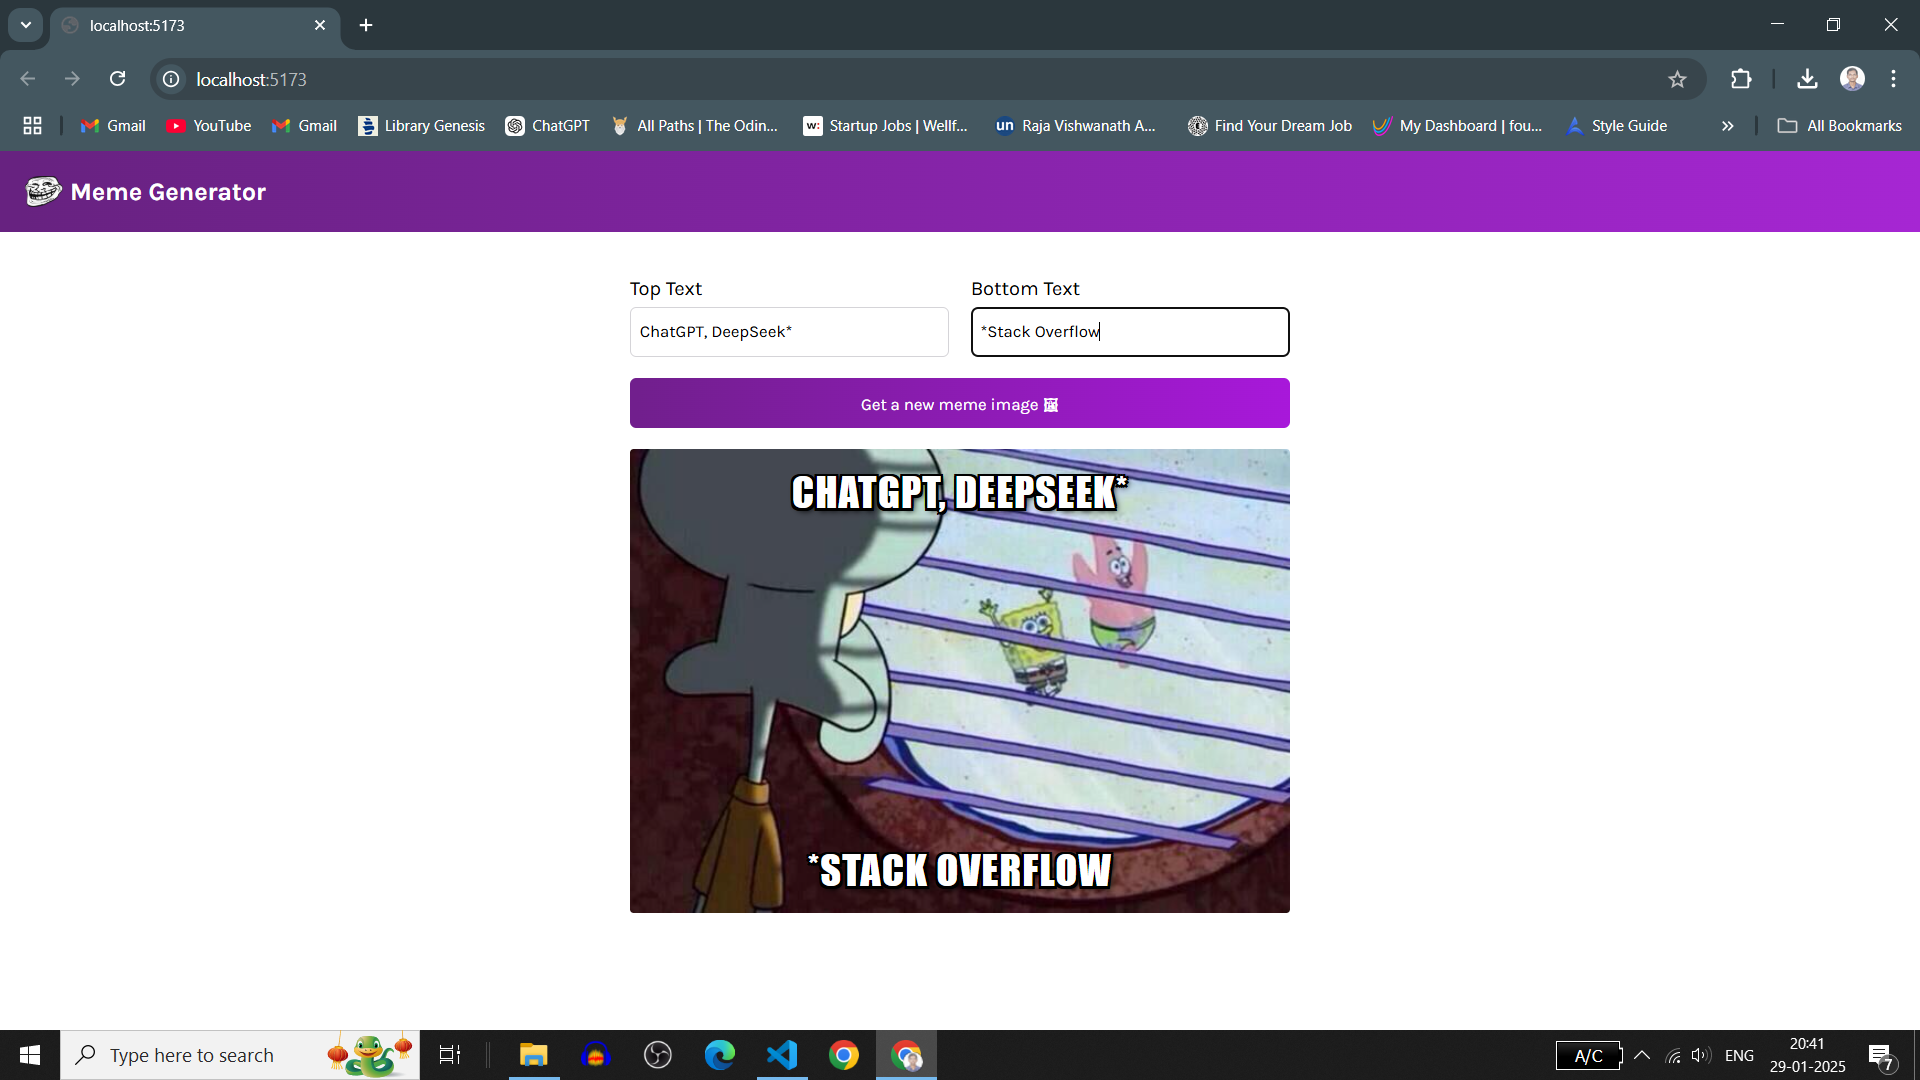 localhost:5173
localhost:5173
Gmail YouTube Gmail Library Genesis ChatGPT All Paths | The Odin... w: Startup Jobs | Wellf... un Raja Vishwanath A... Find Your Dream Job My Dashboard | fou... Style Guide All Bookmarks
Meme Generator
Top Text Bottom Text
ChatGPT, DeepSeek* *Stack Overflow
Get a new meme image
CHATGPT, DEEPSEEK*
*STACK OVERFLOW
Type here to search A/C ENG 20:41
29-01-2025 7